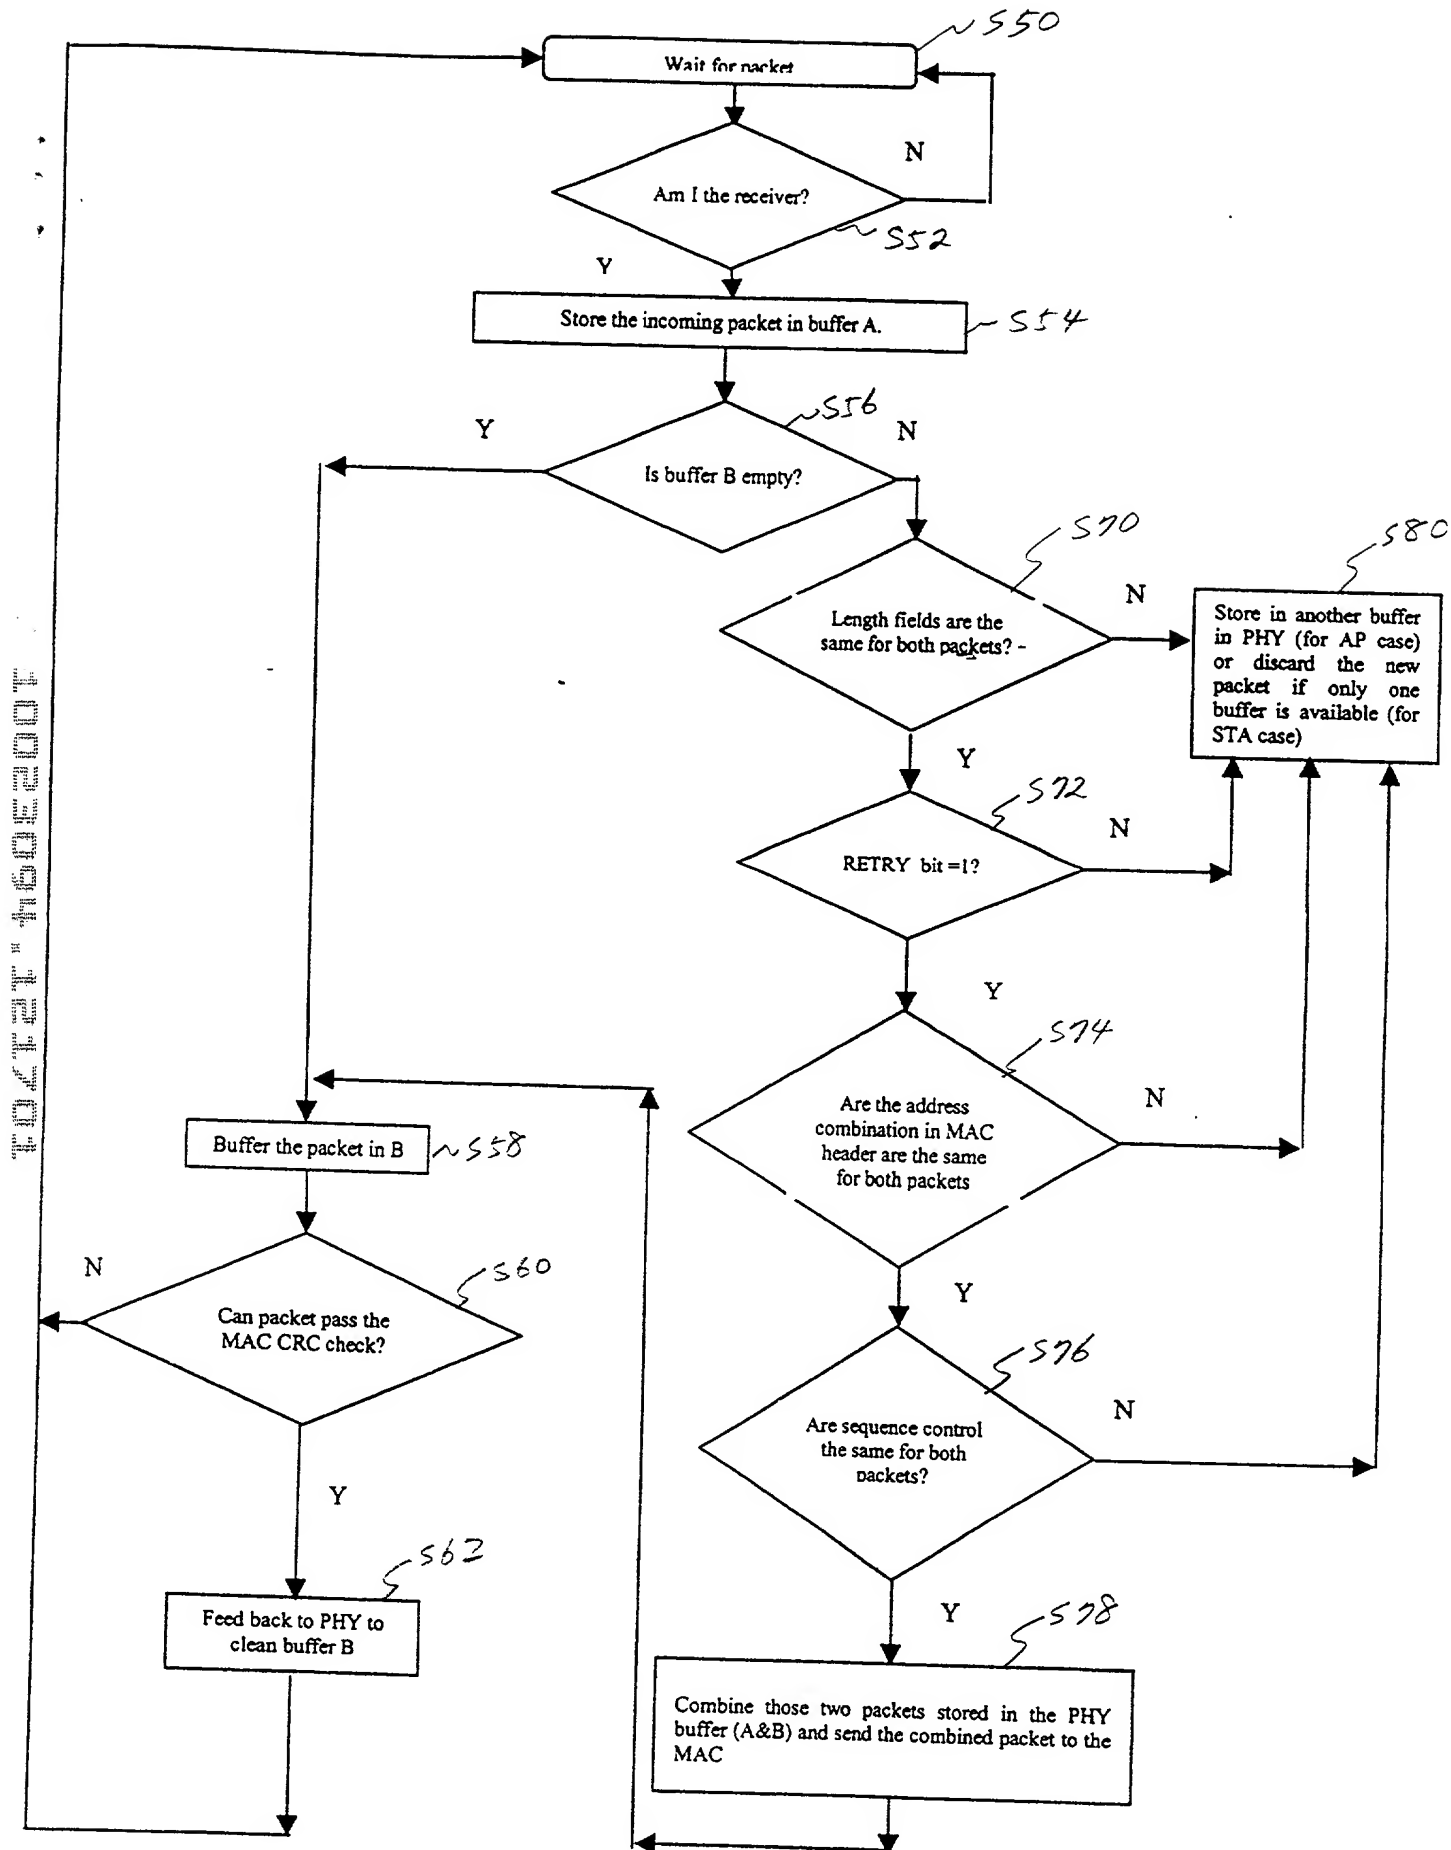 S50
Wait for packet
N
Am I the receiver?
S52
Y
Store the incoming packet in buffer A.
S54
S56
Y
N
Is buffer B empty?
S70
S80
N
Length fields are the
same for both packets?
Store in another buffer
in PHY (for AP case)
or discard the new
packet if only one
buffer is available (for
STA case)
Y
S72
N
RETRY bit =1?
Y
S74
Are the address
combination in MAC
header are the same
for both packets
N
Buffer the packet in B
S58
N
S60
Can packet pass the
MAC CRC check?
Y
S76
Are sequence control
the same for both
packets?
N
Y
S62
Feed back to PHY to
clean buffer B
Y
S78
Combine those two packets stored in the PHY
buffer (A&B) and send the combined packet to the
MAC
10023094.121701